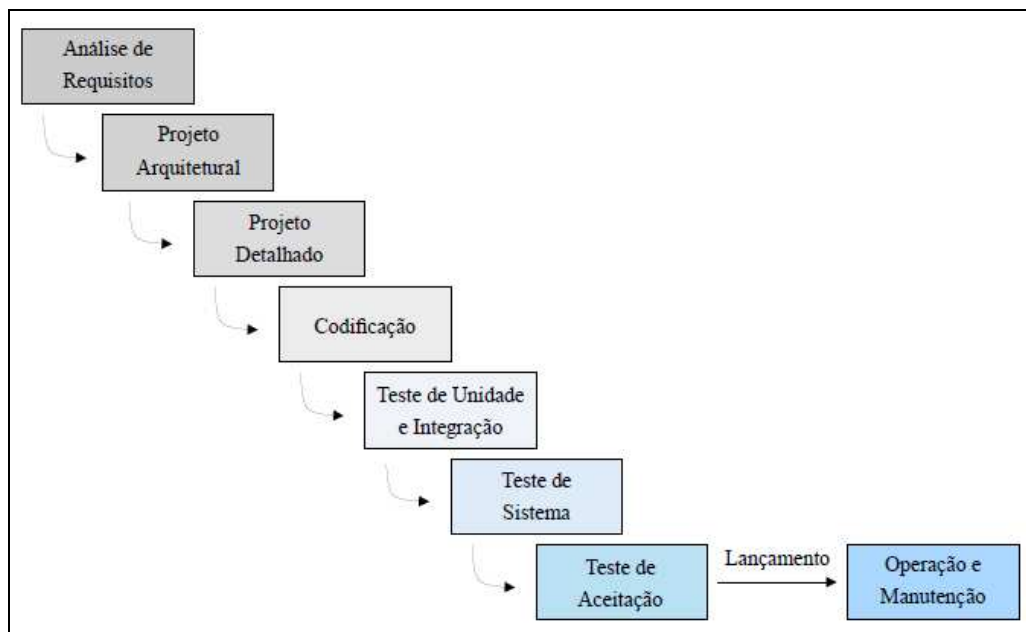 Análise de
Requisitos
Projeto
Arquitetural
Projeto
Detalhado
Codificação
Teste de Unidade
e Integração
Teste de
Sistema
Teste de
Aceitação
Lançamento
Operação e
Manutenção